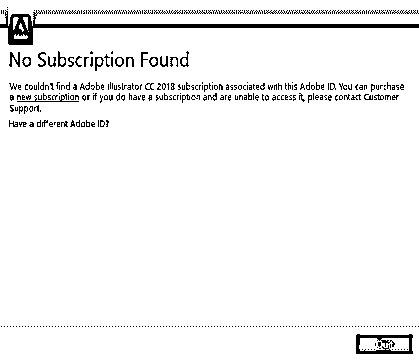 No Subscription Found
We couldn't find a Adobe Illustrator CC 2018 subscription associated with this Adobe ID. You can purchase
a new subscription or if you do have a subscription and are unable to access it, please contact Customer
Support.
Have a different Adobe ID?
Quit